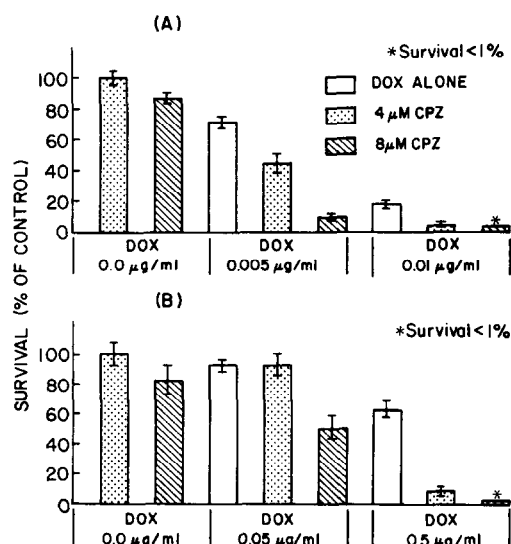 (A)
*Survival<1%
DOX ALONE
4 μM CPZ
8μM CPZ
SURVIVAL (% OF CONTROL)
100
80
60
40
20
0
*
DOX DOX DOX
0.0 μg/ml 0.005 μg/ml 0.01 μg/ml
(B)
*Survival<1%
100
80
60
40
20
0
*
DOX DOX DOX
0.0 μg/ml 0.05 μg/ml 0.5 μg/ml